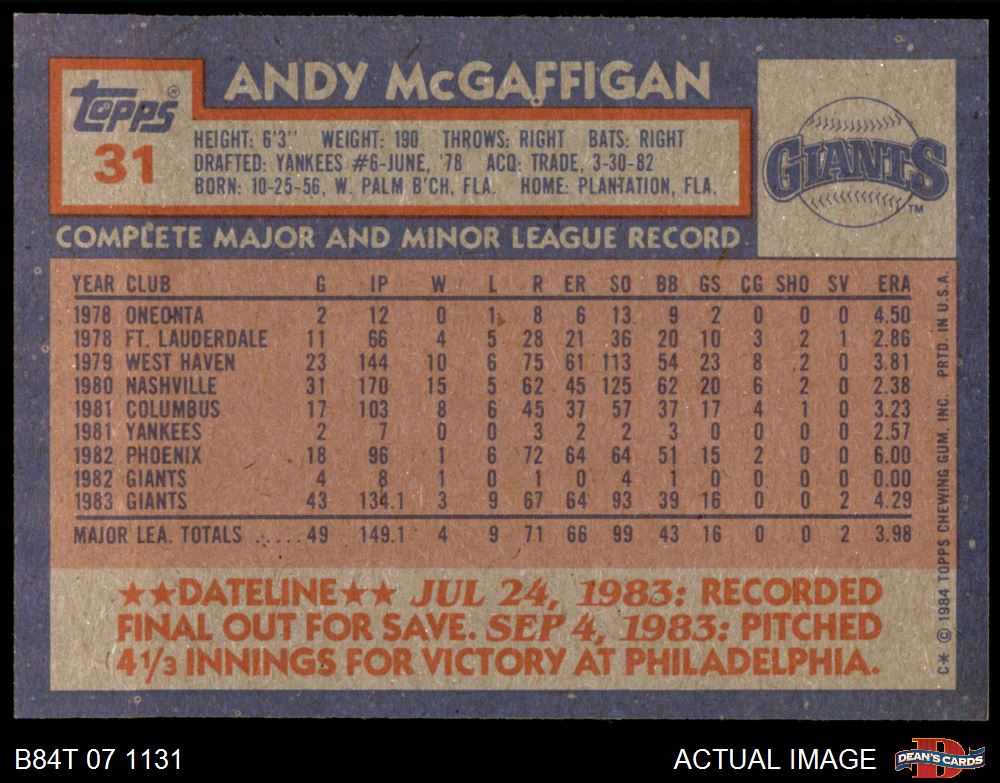 ANDY McGAFFIGAN
Topps®
31
HEIGHT: 6'3" WEIGHT: 190 THROWS: RIGHT BATS: RIGHT
DRAFTED: YANKEES #6-JUNE, '78 ACQ: TRADE, 3-30-82
BORN: 10-25-56, W. PALM B'CH, FLA. HOME: PLANTATION, FLA.
GIANTS TM
COMPLETE MAJOR AND MINOR LEAGUE RECORD
YEAR CLUB G IP W L R ER SO BB GS CG SHO SV ERA
1978 ONEONTA 2 12 0 1 8 6 13 9 2 0 0 0 4.50
1978 FT. LAUDERDALE 11 66 4 5 28 21 36 20 10 3 2 1 2.86
1979 WEST HAVEN 23 144 10 6 75 61 113 54 23 8 2 0 3.81
1980 NASHVILLE 31 170 15 5 62 45 125 62 20 6 2 0 2.38
1981 COLUMBUS 17 103 8 6 45 37 57 37 17 4 1 0 3.23
1981 YANKEES 2 7 0 0 3 2 2 3 0 0 0 0 2.57
1982 PHOENIX 18 96 1 6 72 64 64 51 15 2 0 0 6.00
1982 GIANTS 4 8 1 0 1 0 4 1 0 0 0 0 0.00
1983 GIANTS 43 134.1 3 9 67 64 93 39 16 0 0 2 4.29
MAJOR LEA. TOTALS ..... 49 149.1 4 9 71 66 99 43 16 0 0 2 3.98
★★DATELINE★★ JUL 24, 1983: RECORDED
FINAL OUT FOR SAVE. SEP 4, 1983: PITCHED
4 1/3 INNINGS FOR VICTORY AT PHILADELPHIA.
C* © 1984 TOPPS CHEWING GUM, INC. PRTD. IN U.S.A.
B84T 07 1131
ACTUAL IMAGE
D
DEAN'S CARDS